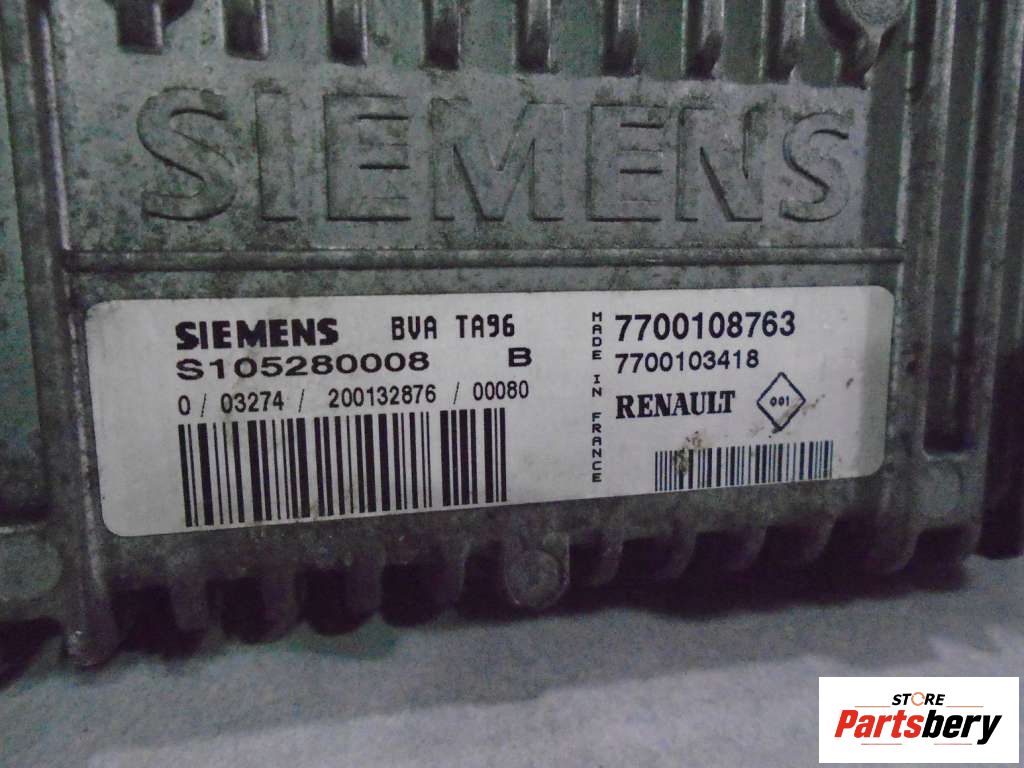 SIEMENS
SIEMENS BVA TA96
S105280008 B
0 / 03274 / 200132876 / 00080
MADE IN FRANCE
7700108763
7700103418
RENAULT 001
STORE
Partsbery